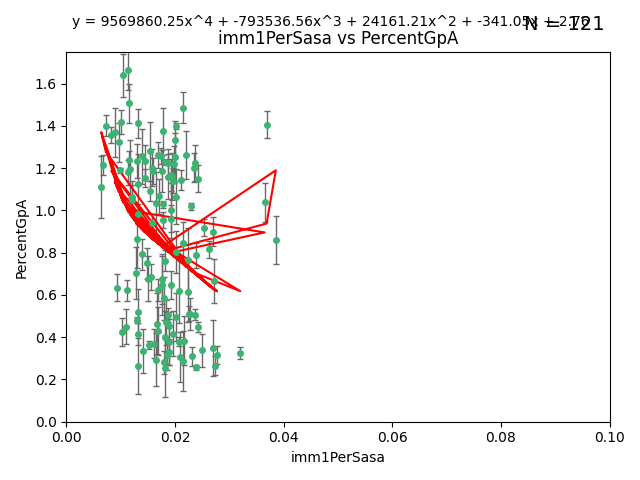 y = 9569860.25x^4 + -793536.56x^3 + 24161.21x^2 + -341.05x + 2.76
N = 121
imm1PerSasa vs PercentGpA
PercentGpA
1.6
1.4
1.2
1.0
0.8
0.6
0.4
0.2
0.0
0.00 0.02 0.04 0.06 0.08 0.10
imm1PerSasa